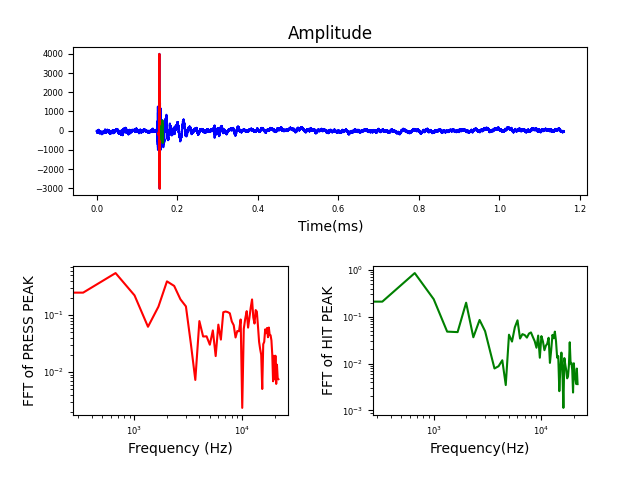 Amplitude
4000
3000
2000
1000
0
−1000
−2000
−3000
0.0 0.2 0.4 0.6 0.8 1.0 1.2
Time(ms)
FFT of PRESS PEAK
10⁻¹
10⁻²
10³ 10⁴
Frequency (Hz)
FFT of HIT PEAK
10⁰
10⁻¹
10⁻²
10⁻³
10³ 10⁴
Frequency(Hz)